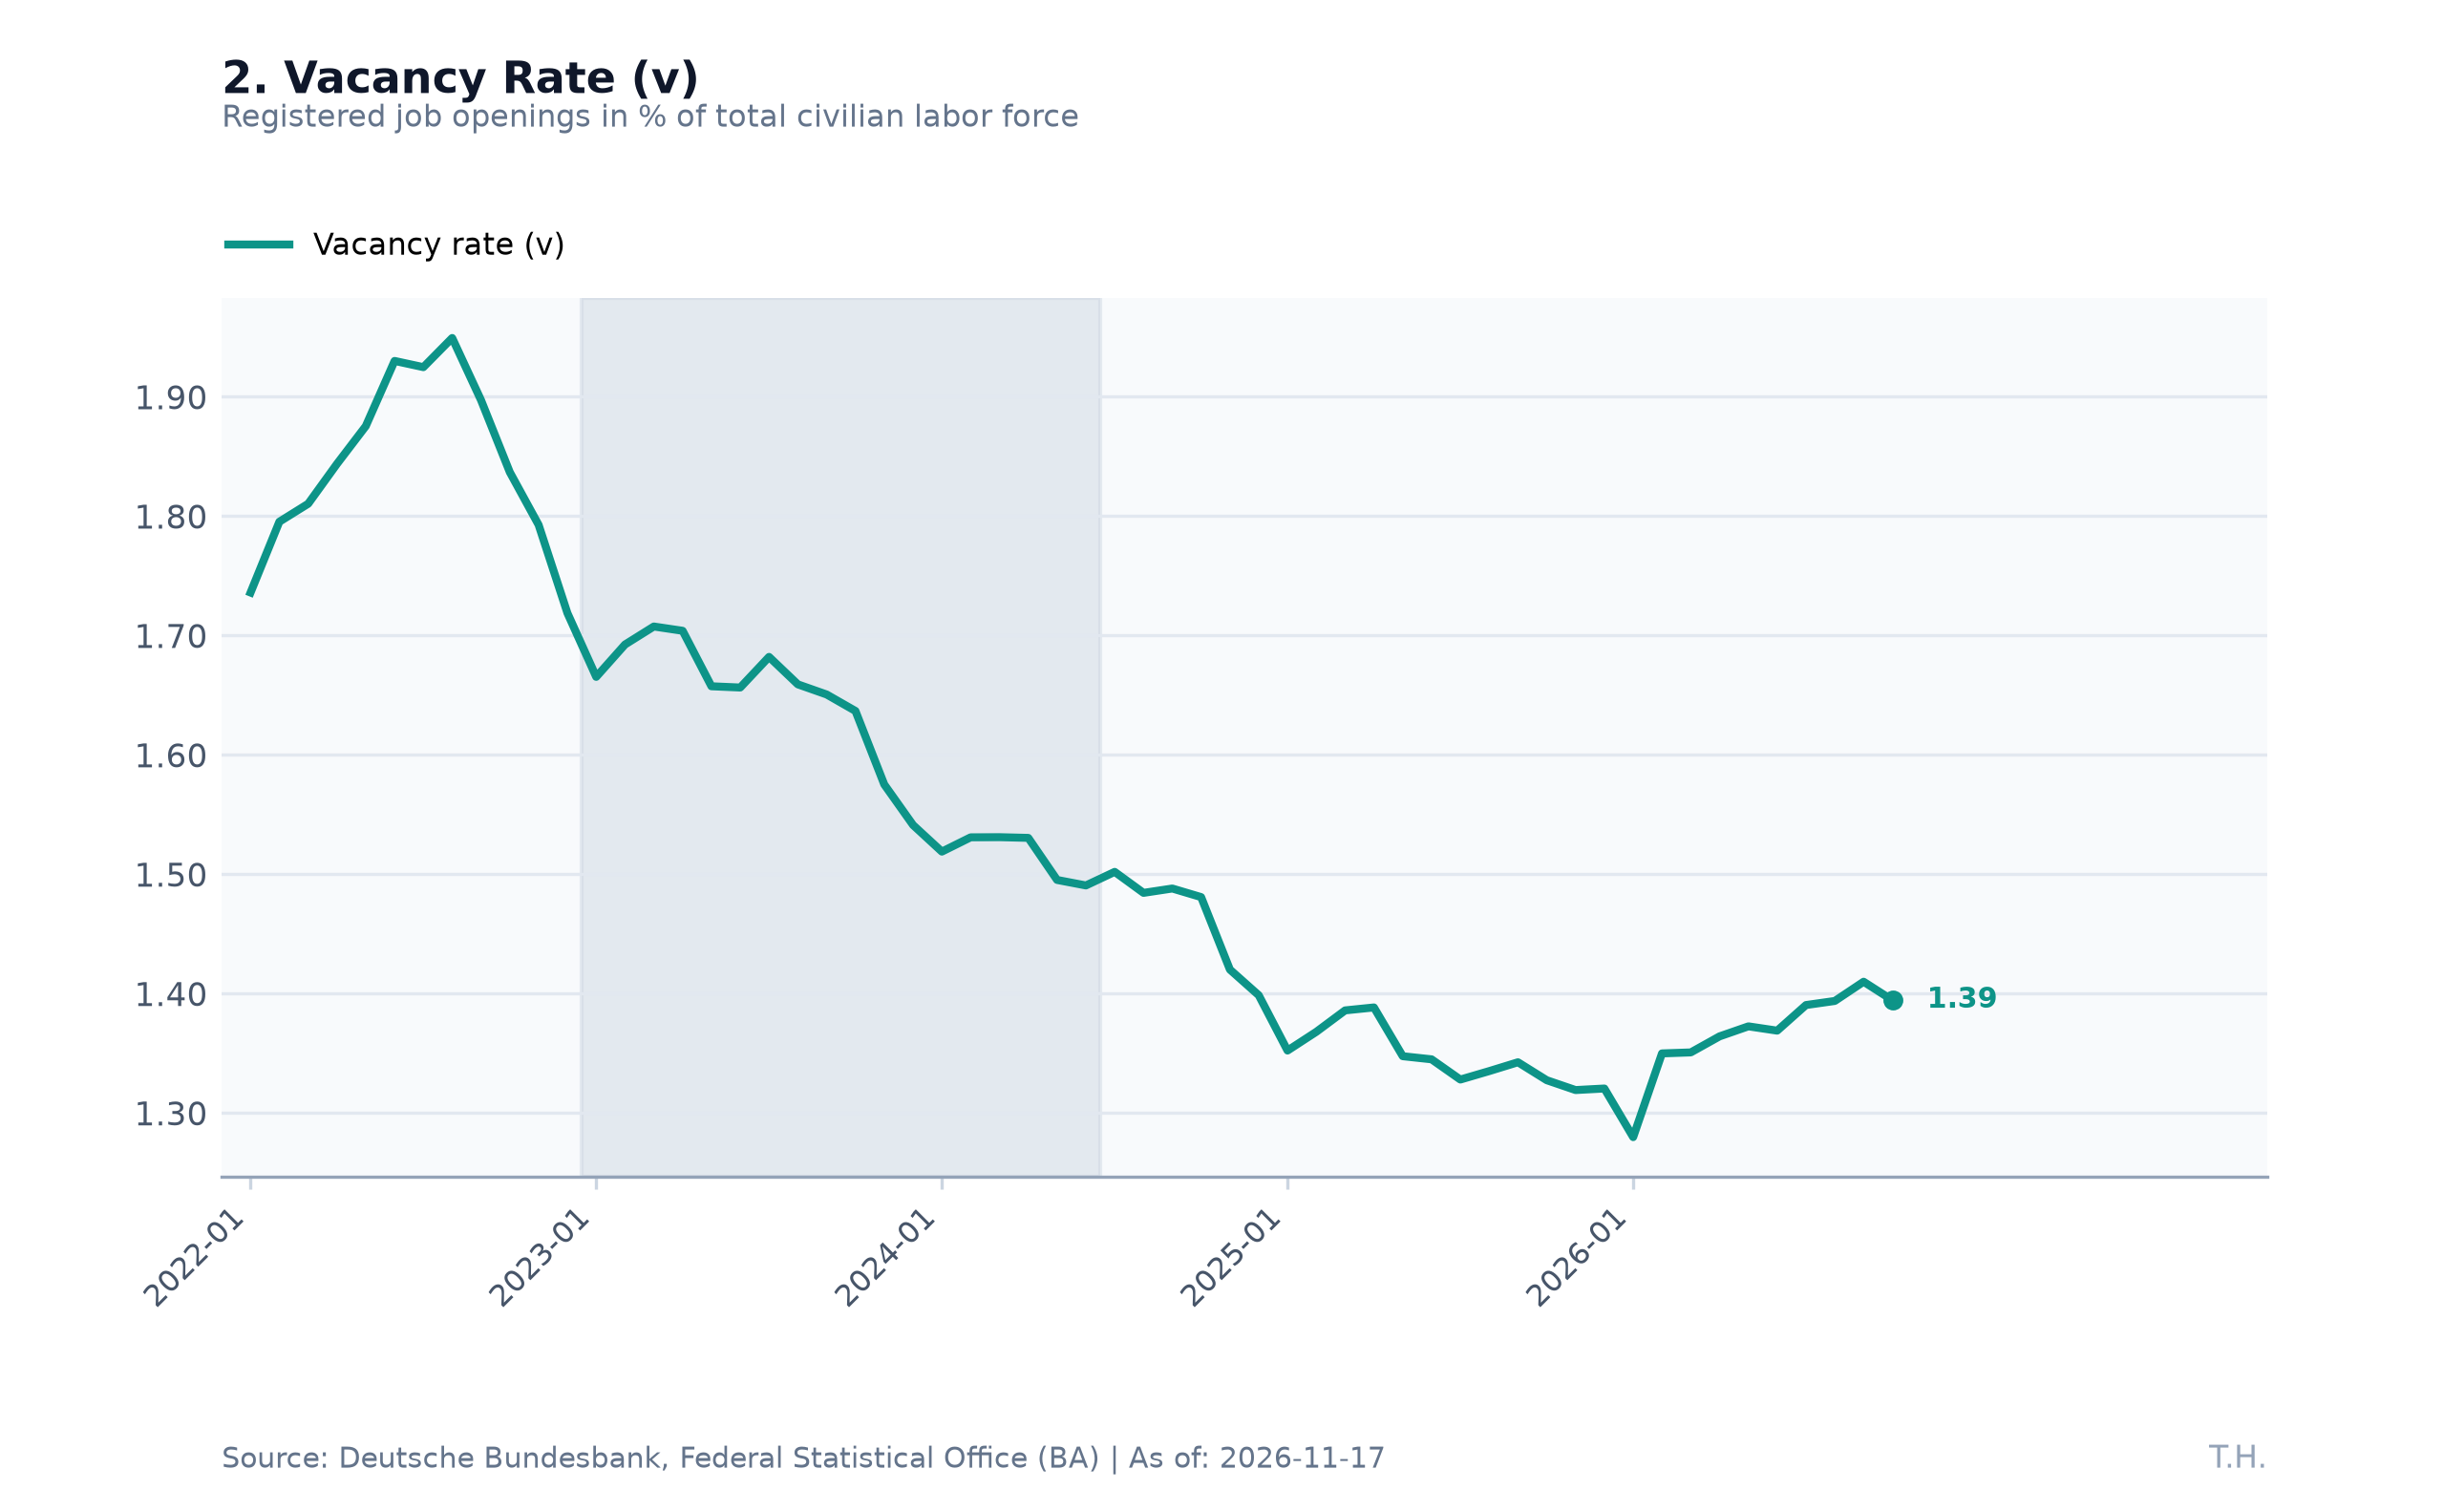 2. Vacancy Rate (v)
Registered job openings in % of total civilian labor force
Vacancy rate (v)
1.90
1.80
1.70
1.60
1.50
1.40
1.30
1.39
2022-01
2023-01
2024-01
2025-01
2026-01
Source: Deutsche Bundesbank, Federal Statistical Office (BA) | As of: 2026-11-17
T.H.